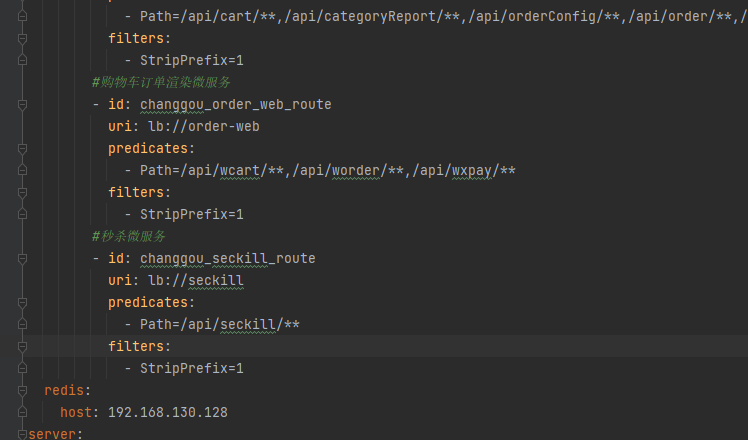 - Path=/api/cart/**,/api/categoryReport/**,/api/orderConfig/**,/api/order/**,/
filters:
- StripPrefix=1
#购物车订单渲染微服务
- id: changgou_order_web_route
uri: lb://order-web
predicates:
- Path=/api/wcart/**,/api/worder/**,/api/wxpay/**
filters:
- StripPrefix=1
#秒杀微服务
- id: changgou_seckill_route
uri: lb://seckill
predicates:
- Path=/api/seckill/**
filters:
- StripPrefix=1
redis:
host: 192.168.130.128
server: